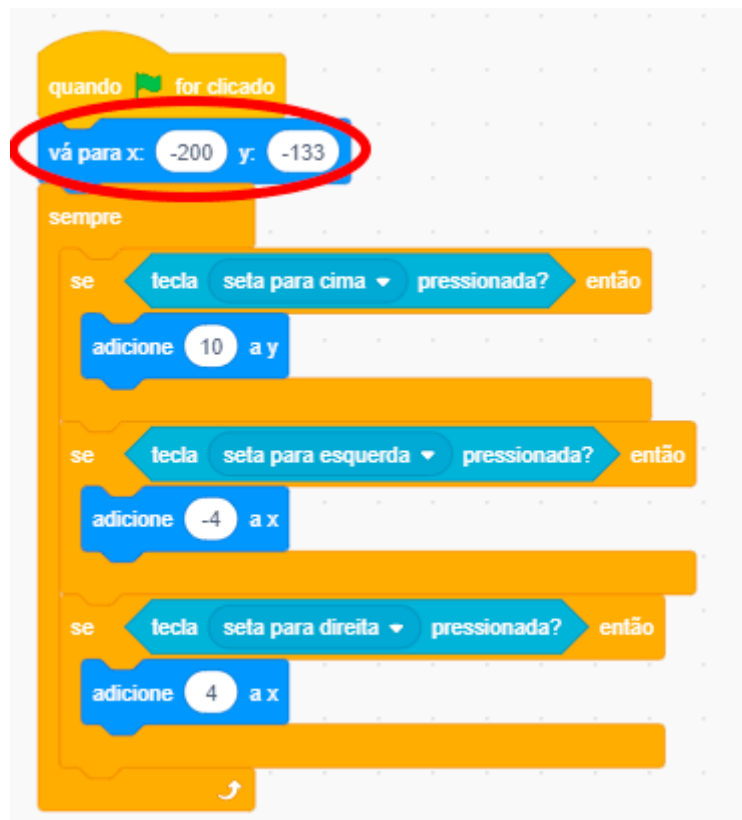 quando for clicado
vá para x: -200 y: -133
sempre
se tecla seta para cima pressionada? então
adicione 10 a y
se tecla seta para esquerda pressionada? então
adicione -4 a x
se tecla seta para direita pressionada? então
adicione 4 a x